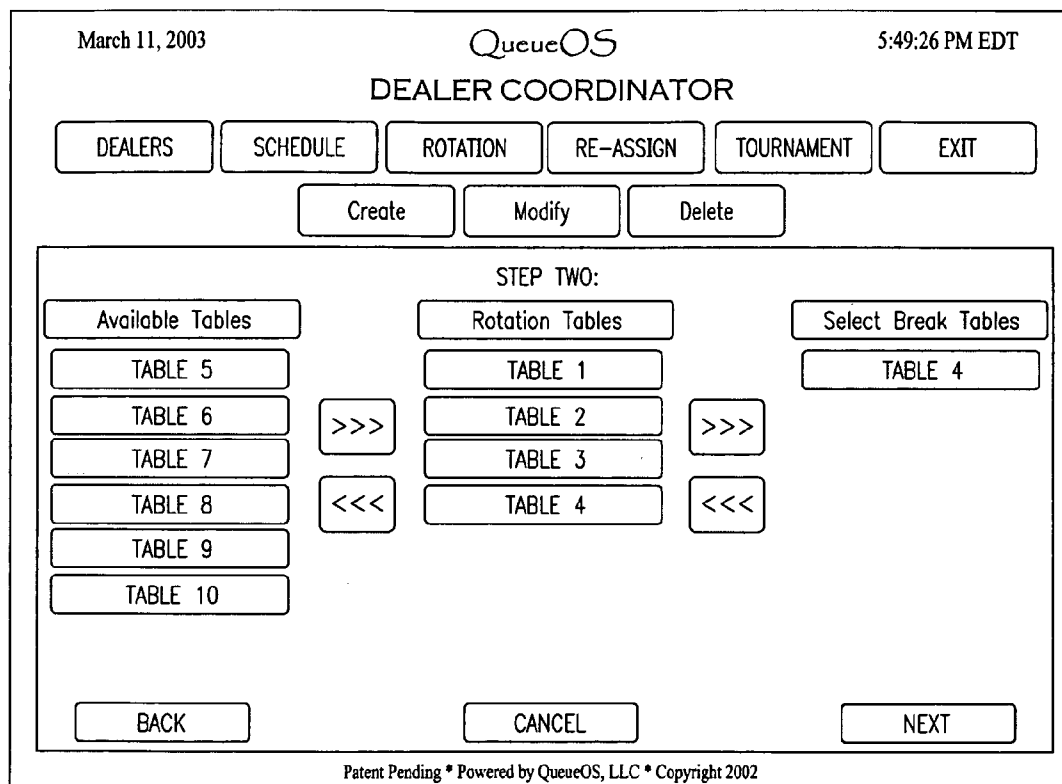 March 11, 2003 QueueOS 5:49:26 PM EDT
DEALER COORDINATOR
DEALERS SCHEDULE ROTATION RE-ASSIGN TOURNAMENT EXIT
Create Modify Delete
STEP TWO:
Available Tables Rotation Tables Select Break Tables
TABLE 5 TABLE 1 TABLE 4
TABLE 6 >>> TABLE 2 >>>
TABLE 7 TABLE 3
TABLE 8 <<< TABLE 4 <<<
TABLE 9
TABLE 10
BACK CANCEL NEXT
Patent Pending * Powered by QueueOS, LLC * Copyright 2002